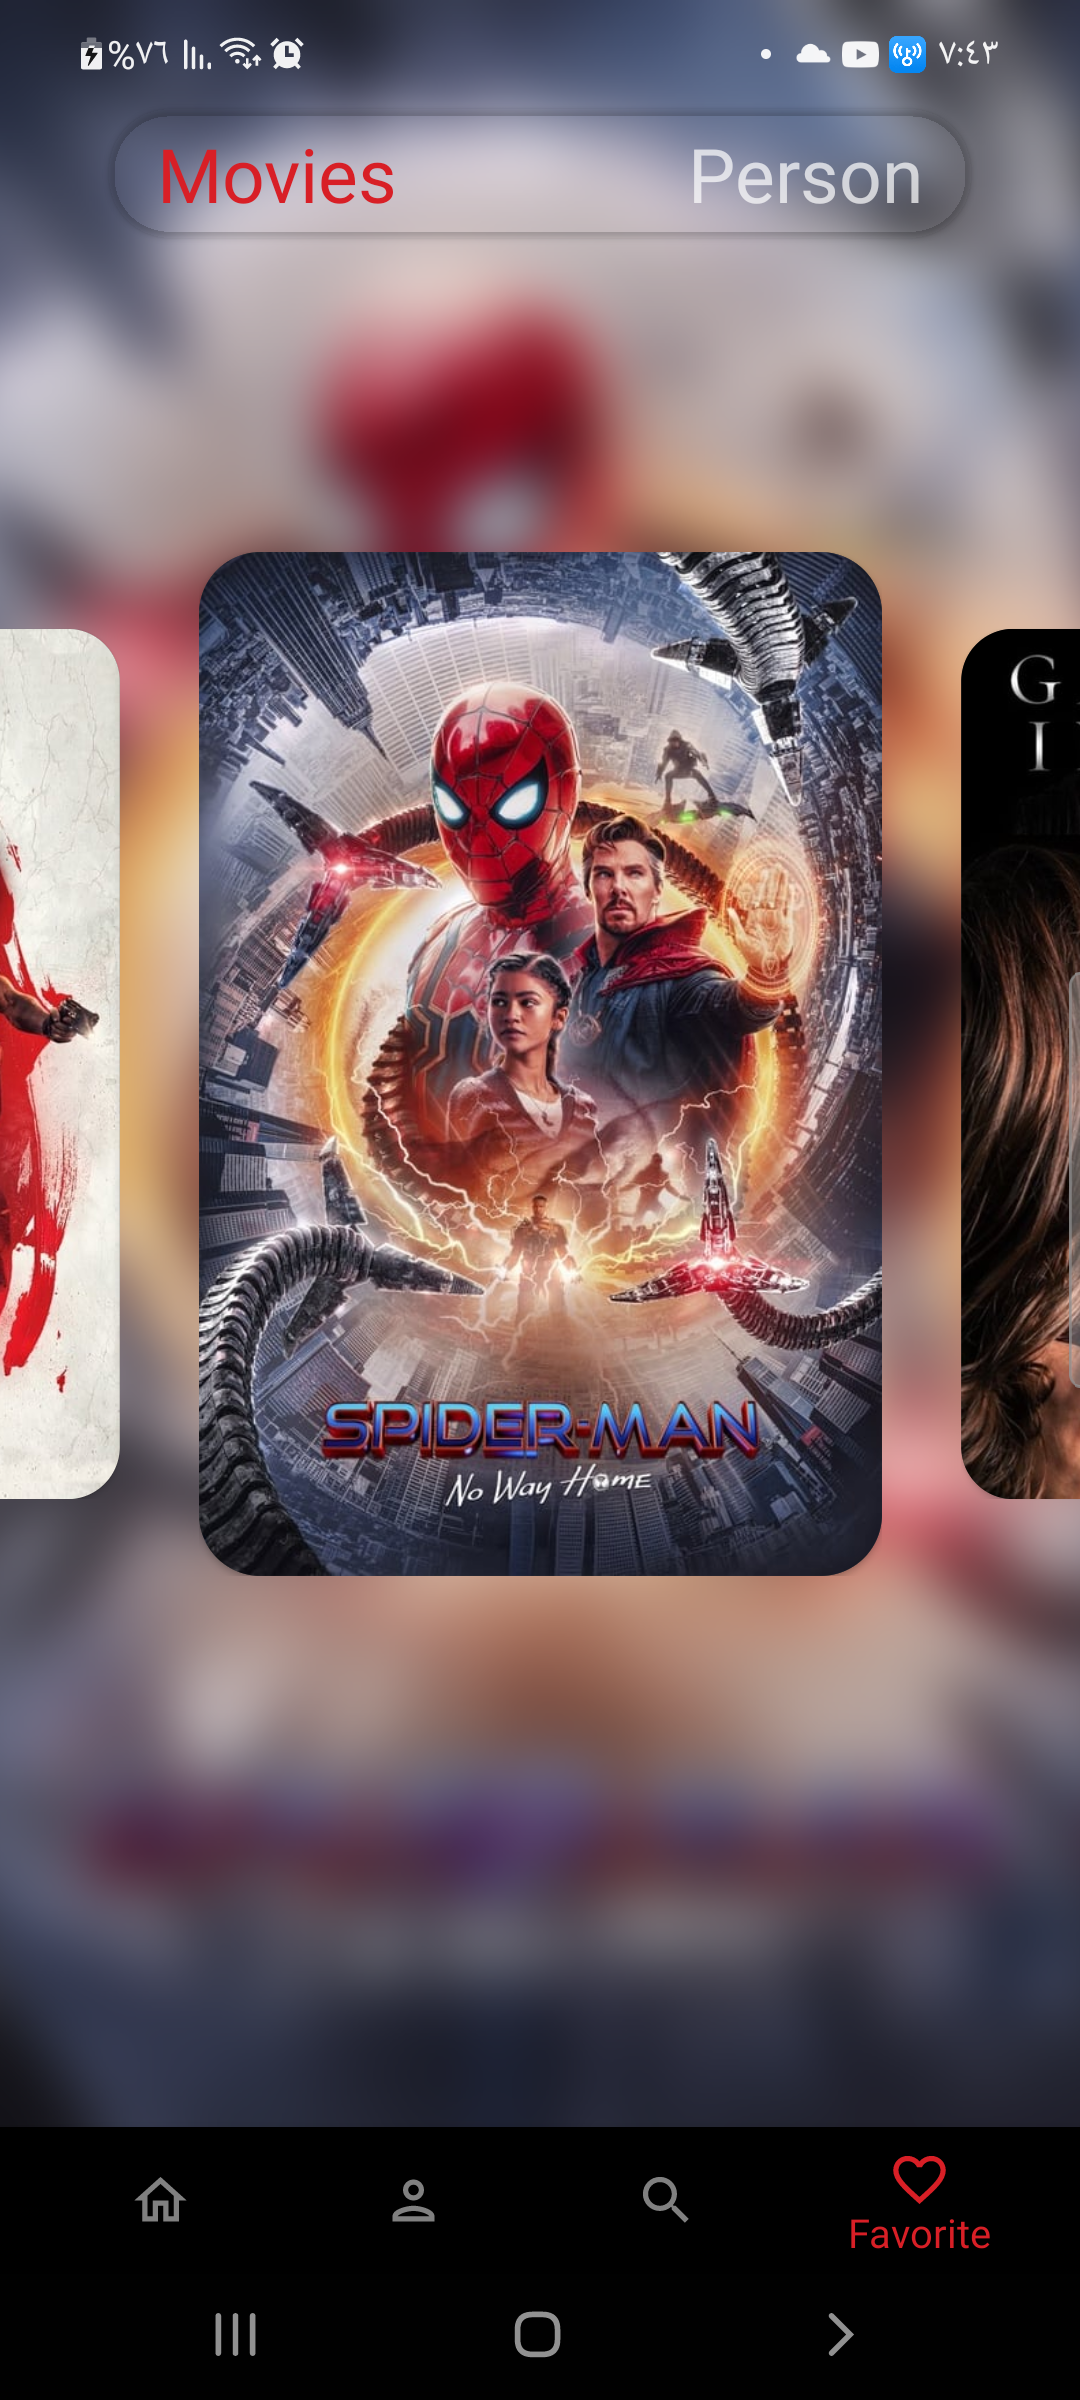 %٧٦
٧:٤٣
Movies
Person
G
I
SPIDER-MAN
No Way Home
Favorite